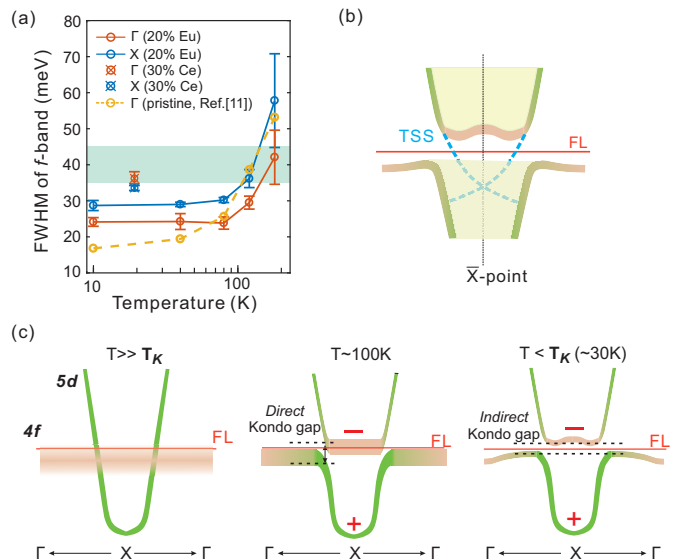 (a)
FWHM of f-band (meV)
80
70
60
50
40
30
20
10
Γ (20% Eu)
X (20% Eu)
Γ (30% Ce)
X (30% Ce)
Γ (pristine, Ref.[11])
10
100
Temperature (K)
(b)
TSS
FL
X̅-point
(c)
T>> TK
5d
4f
FL
Γ X Γ
T~100K
Direct
Kondo gap
−
FL
+
Γ X Γ
T < TK (~30K)
Indirect
Kondo gap
−
FL
+
Γ X Γ